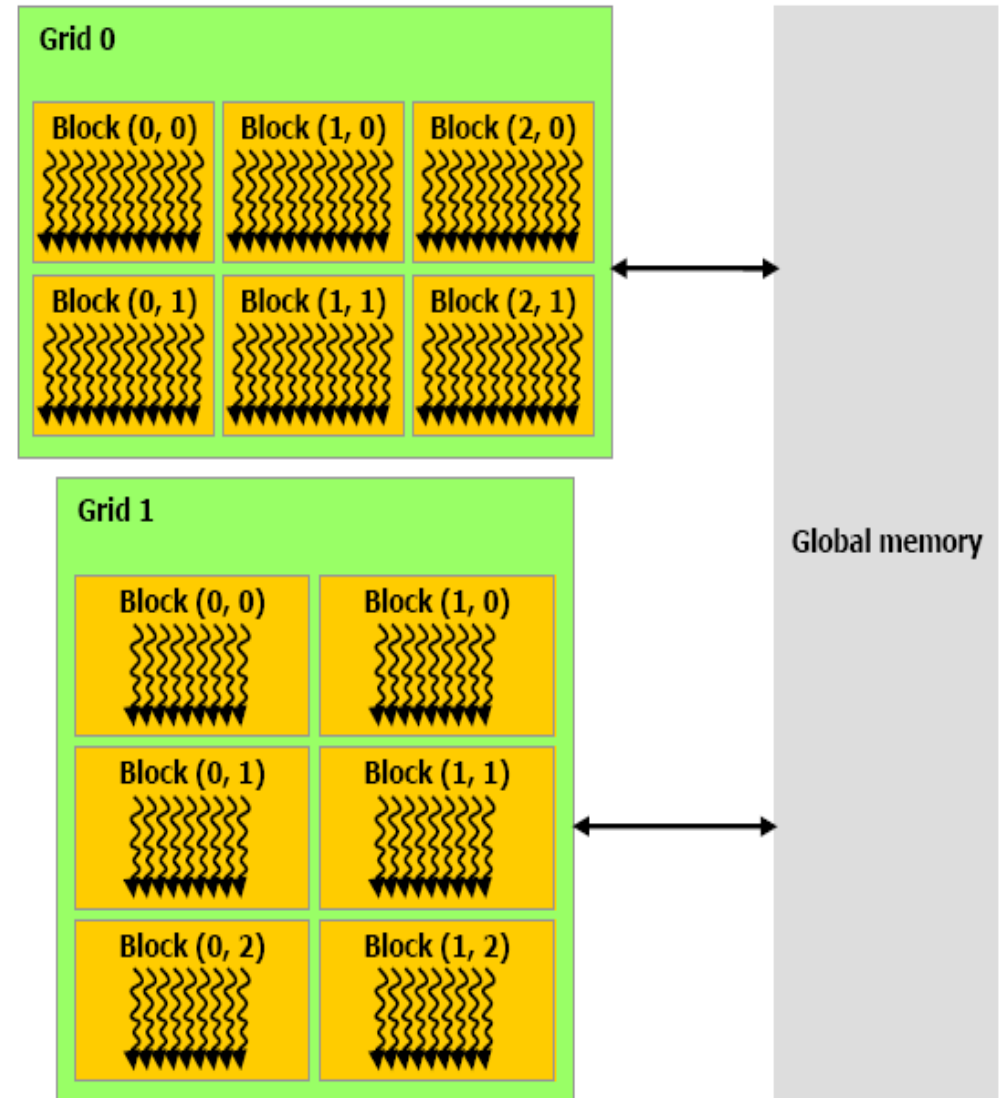 Grid 0
Block (0, 0) Block (1, 0) Block (2, 0)
Block (0, 1) Block (1, 1) Block (2, 1)
Grid 1
Block (0, 0) Block (1, 0)
Block (0, 1) Block (1, 1)
Block (0, 2) Block (1, 2)
Global memory